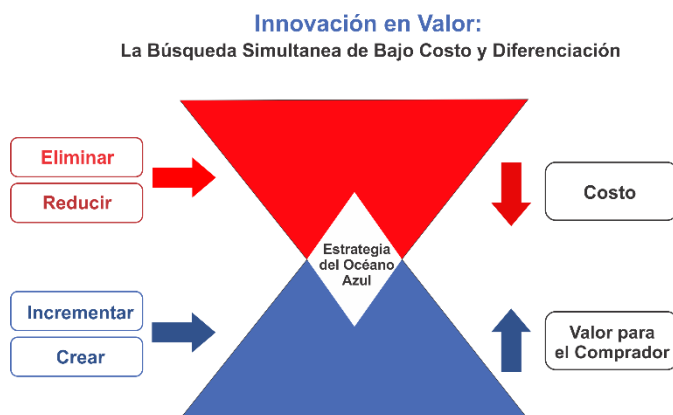 Innovación en Valor:
La Búsqueda Simultanea de Bajo Costo y Diferenciación
Eliminar
Reducir
Costo
Estrategia
del Océano
Azul
Incrementar
Crear
Valor para
el Comprador